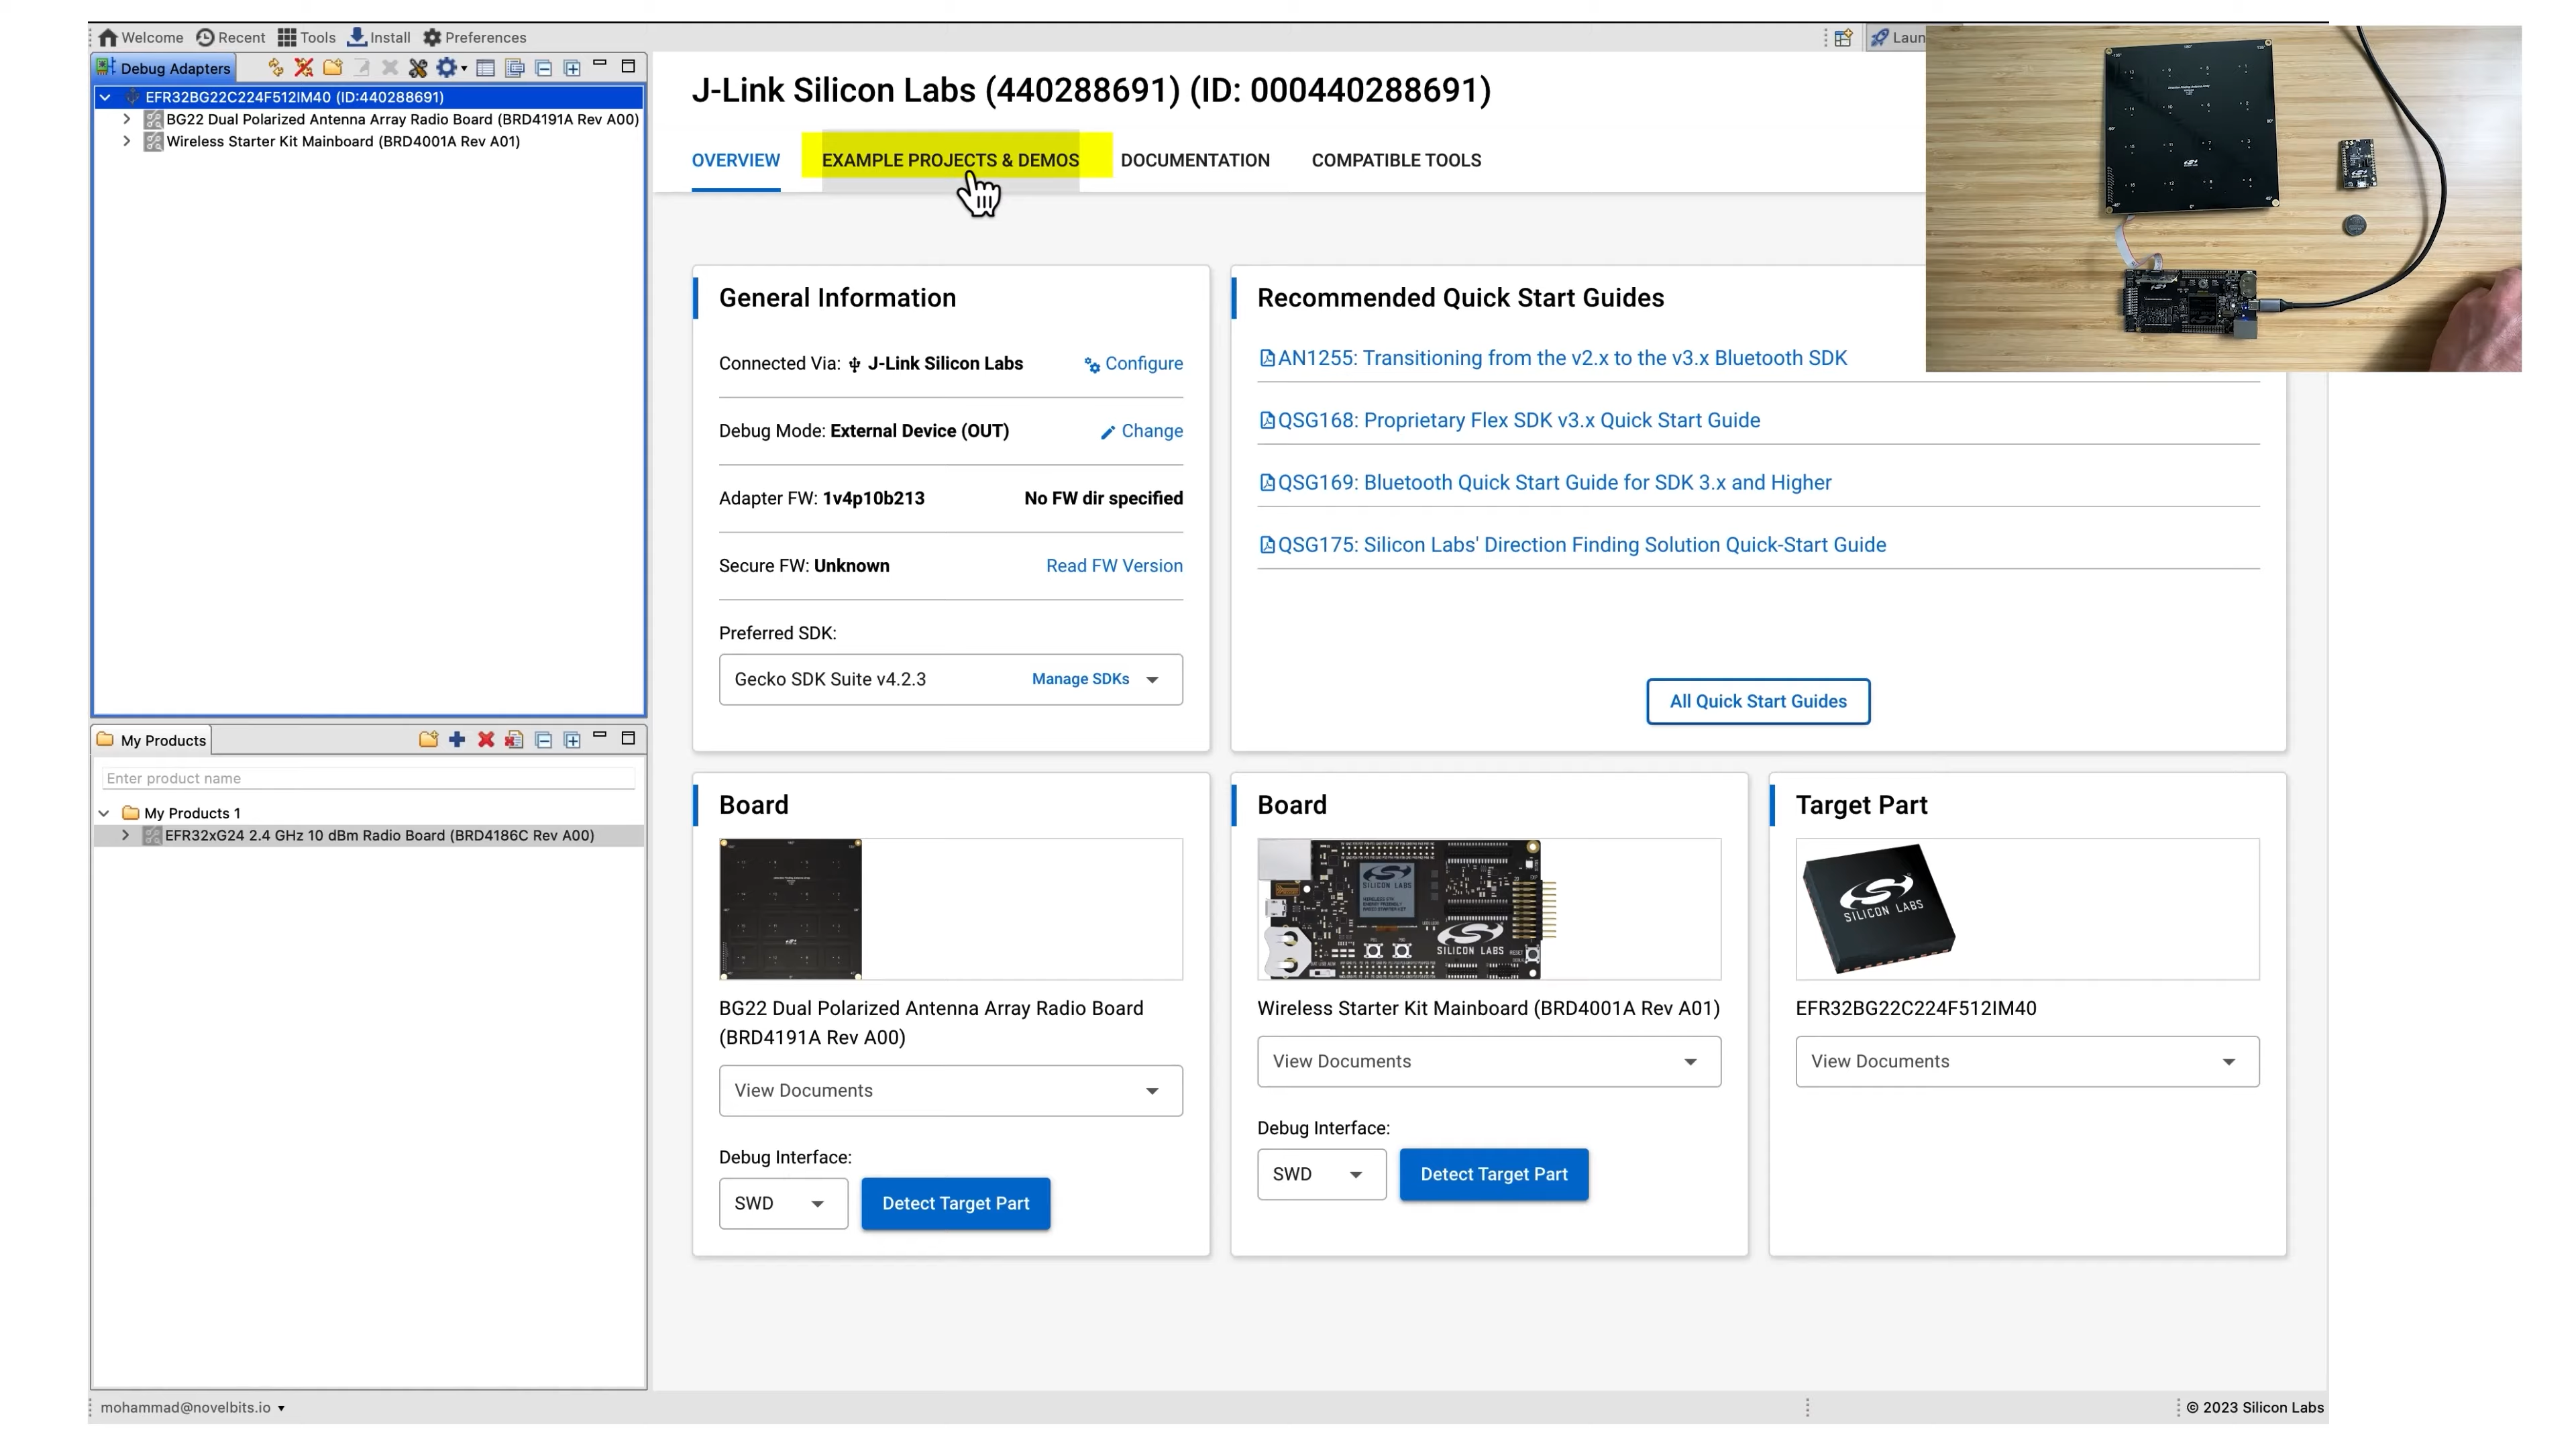 Welcome Recent Tools Install Preferences
Laun
Debug Adapters
EFR32BG22C224F512IM40 (ID:440288691)
BG22 Dual Polarized Antenna Array Radio Board (BRD4191A Rev A00)
Wireless Starter Kit Mainboard (BRD4001A Rev A01)
J-Link Silicon Labs (440288691) (ID: 000440288691)
OVERVIEW EXAMPLE PROJECTS & DEMOS DOCUMENTATION COMPATIBLE TOOLS
General Information
Connected Via: J-Link Silicon Labs Configure
Debug Mode: External Device (OUT) Change
Adapter FW: 1v4p10b213 No FW dir specified
Secure FW: Unknown Read FW Version
Preferred SDK:
Gecko SDK Suite v4.2.3 Manage SDKs
Recommended Quick Start Guides
AN1255: Transitioning from the v2.x to the v3.x Bluetooth SDK
QSG168: Proprietary Flex SDK v3.x Quick Start Guide
QSG169: Bluetooth Quick Start Guide for SDK 3.x and Higher
QSG175: Silicon Labs' Direction Finding Solution Quick-Start Guide
All Quick Start Guides
My Products
Enter product name
My Products 1
EFR32xG24 2.4 GHz 10 dBm Radio Board (BRD4186C Rev A00)
Board
BG22 Dual Polarized Antenna Array Radio Board
(BRD4191A Rev A00)
View Documents
Debug Interface:
SWD Detect Target Part
Board
SILICON LABS
SILICON LABS
Wireless Starter Kit Mainboard (BRD4001A Rev A01)
View Documents
Debug Interface:
SWD Detect Target Part
Target Part
SILICON LABS
EFR32BG22C224F512IM40
View Documents
mohammad@novelbits.io
© 2023 Silicon Labs